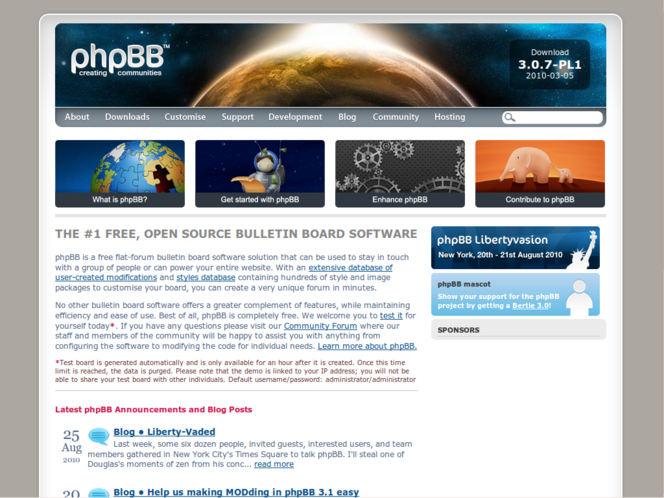 phpBB™
creating communities
Download
3.0.7-PL1
2010-03-05
About Downloads Customise Support Development Blog Community Hosting
What is phpBB?
Get started with phpBB
Enhance phpBB
Contribute to phpBB
THE #1 FREE, OPEN SOURCE BULLETIN BOARD SOFTWARE
phpBB is a free flat-forum bulletin board software solution that can be used to stay in touch
with a group of people or can power your entire website. With an extensive database of
user-created modifications and styles database containing hundreds of style and image
packages to customise your board, you can create a very unique forum in minutes.
No other bulletin board software offers a greater complement of features, while maintaining
efficiency and ease of use. Best of all, phpBB is completely free. We welcome you to test it for
yourself today*. If you have any questions please visit our Community Forum where our
staff and members of the community will be happy to assist you with anything from
configuring the software to modifying the code for individual needs. Learn more about phpBB.
*Test board is generated automatically and is only available for an hour after it is created. Once this time
limit is reached, the data is purged. Please note that the demo is linked to your IP address; you will not be
able to share your test board with other individuals. Default username/password: administrator/administrator
Latest phpBB Announcements and Blog Posts
25
Aug
2010
Blog • Liberty-Vaded
Last week, some six dozen people, invited guests, interested users, and team
members gathered in New York City's Times Square to talk phpBB. I'll steal one of
Douglas's moments of zen from his conc... read more
20
Blog • Help us making MODding in phpBB 3.1 easy
phpBB Libertyvasion
New York, 20th - 21st August 2010
phpBB mascot
Show your support for the phpBB
project by getting a Bertie 3.0!
SPONSORS